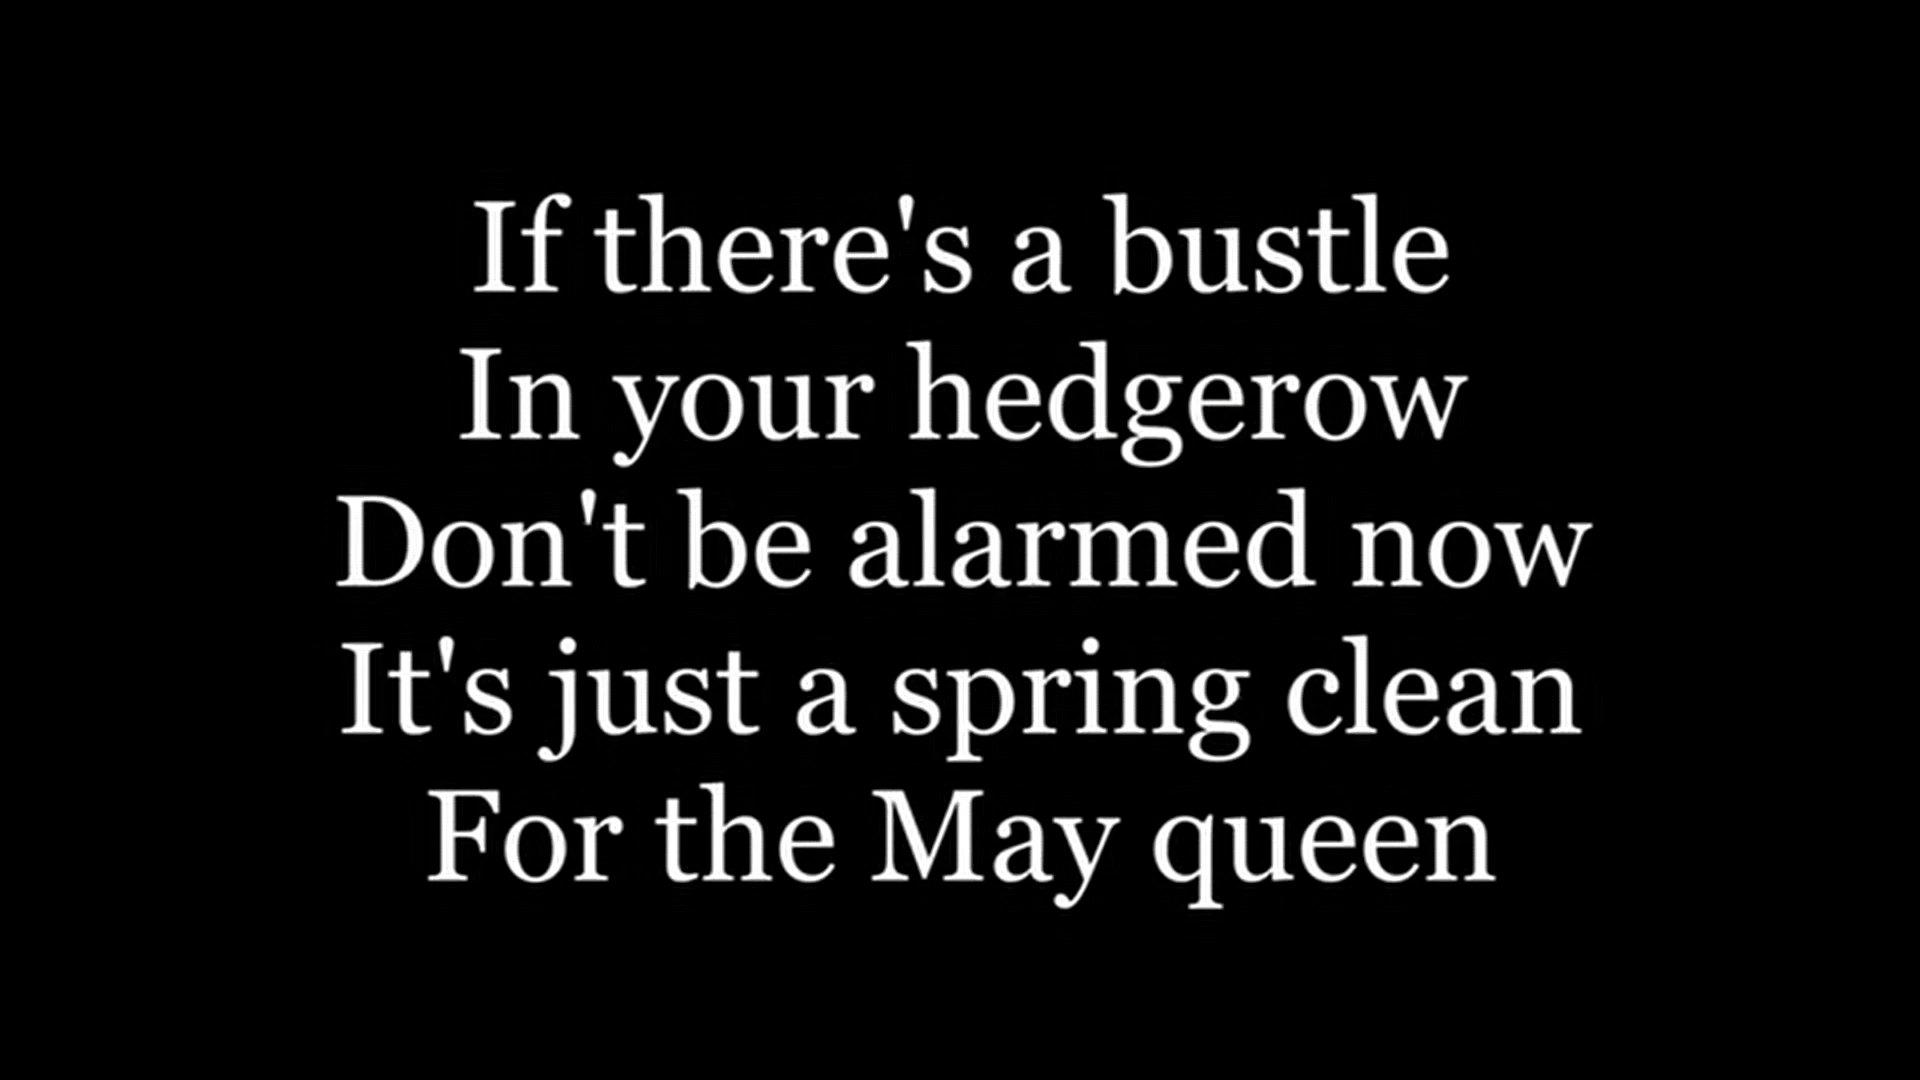 If there's a bustle
In your hedgerow
Don't be alarmed now
It's just a spring clean
For the May queen